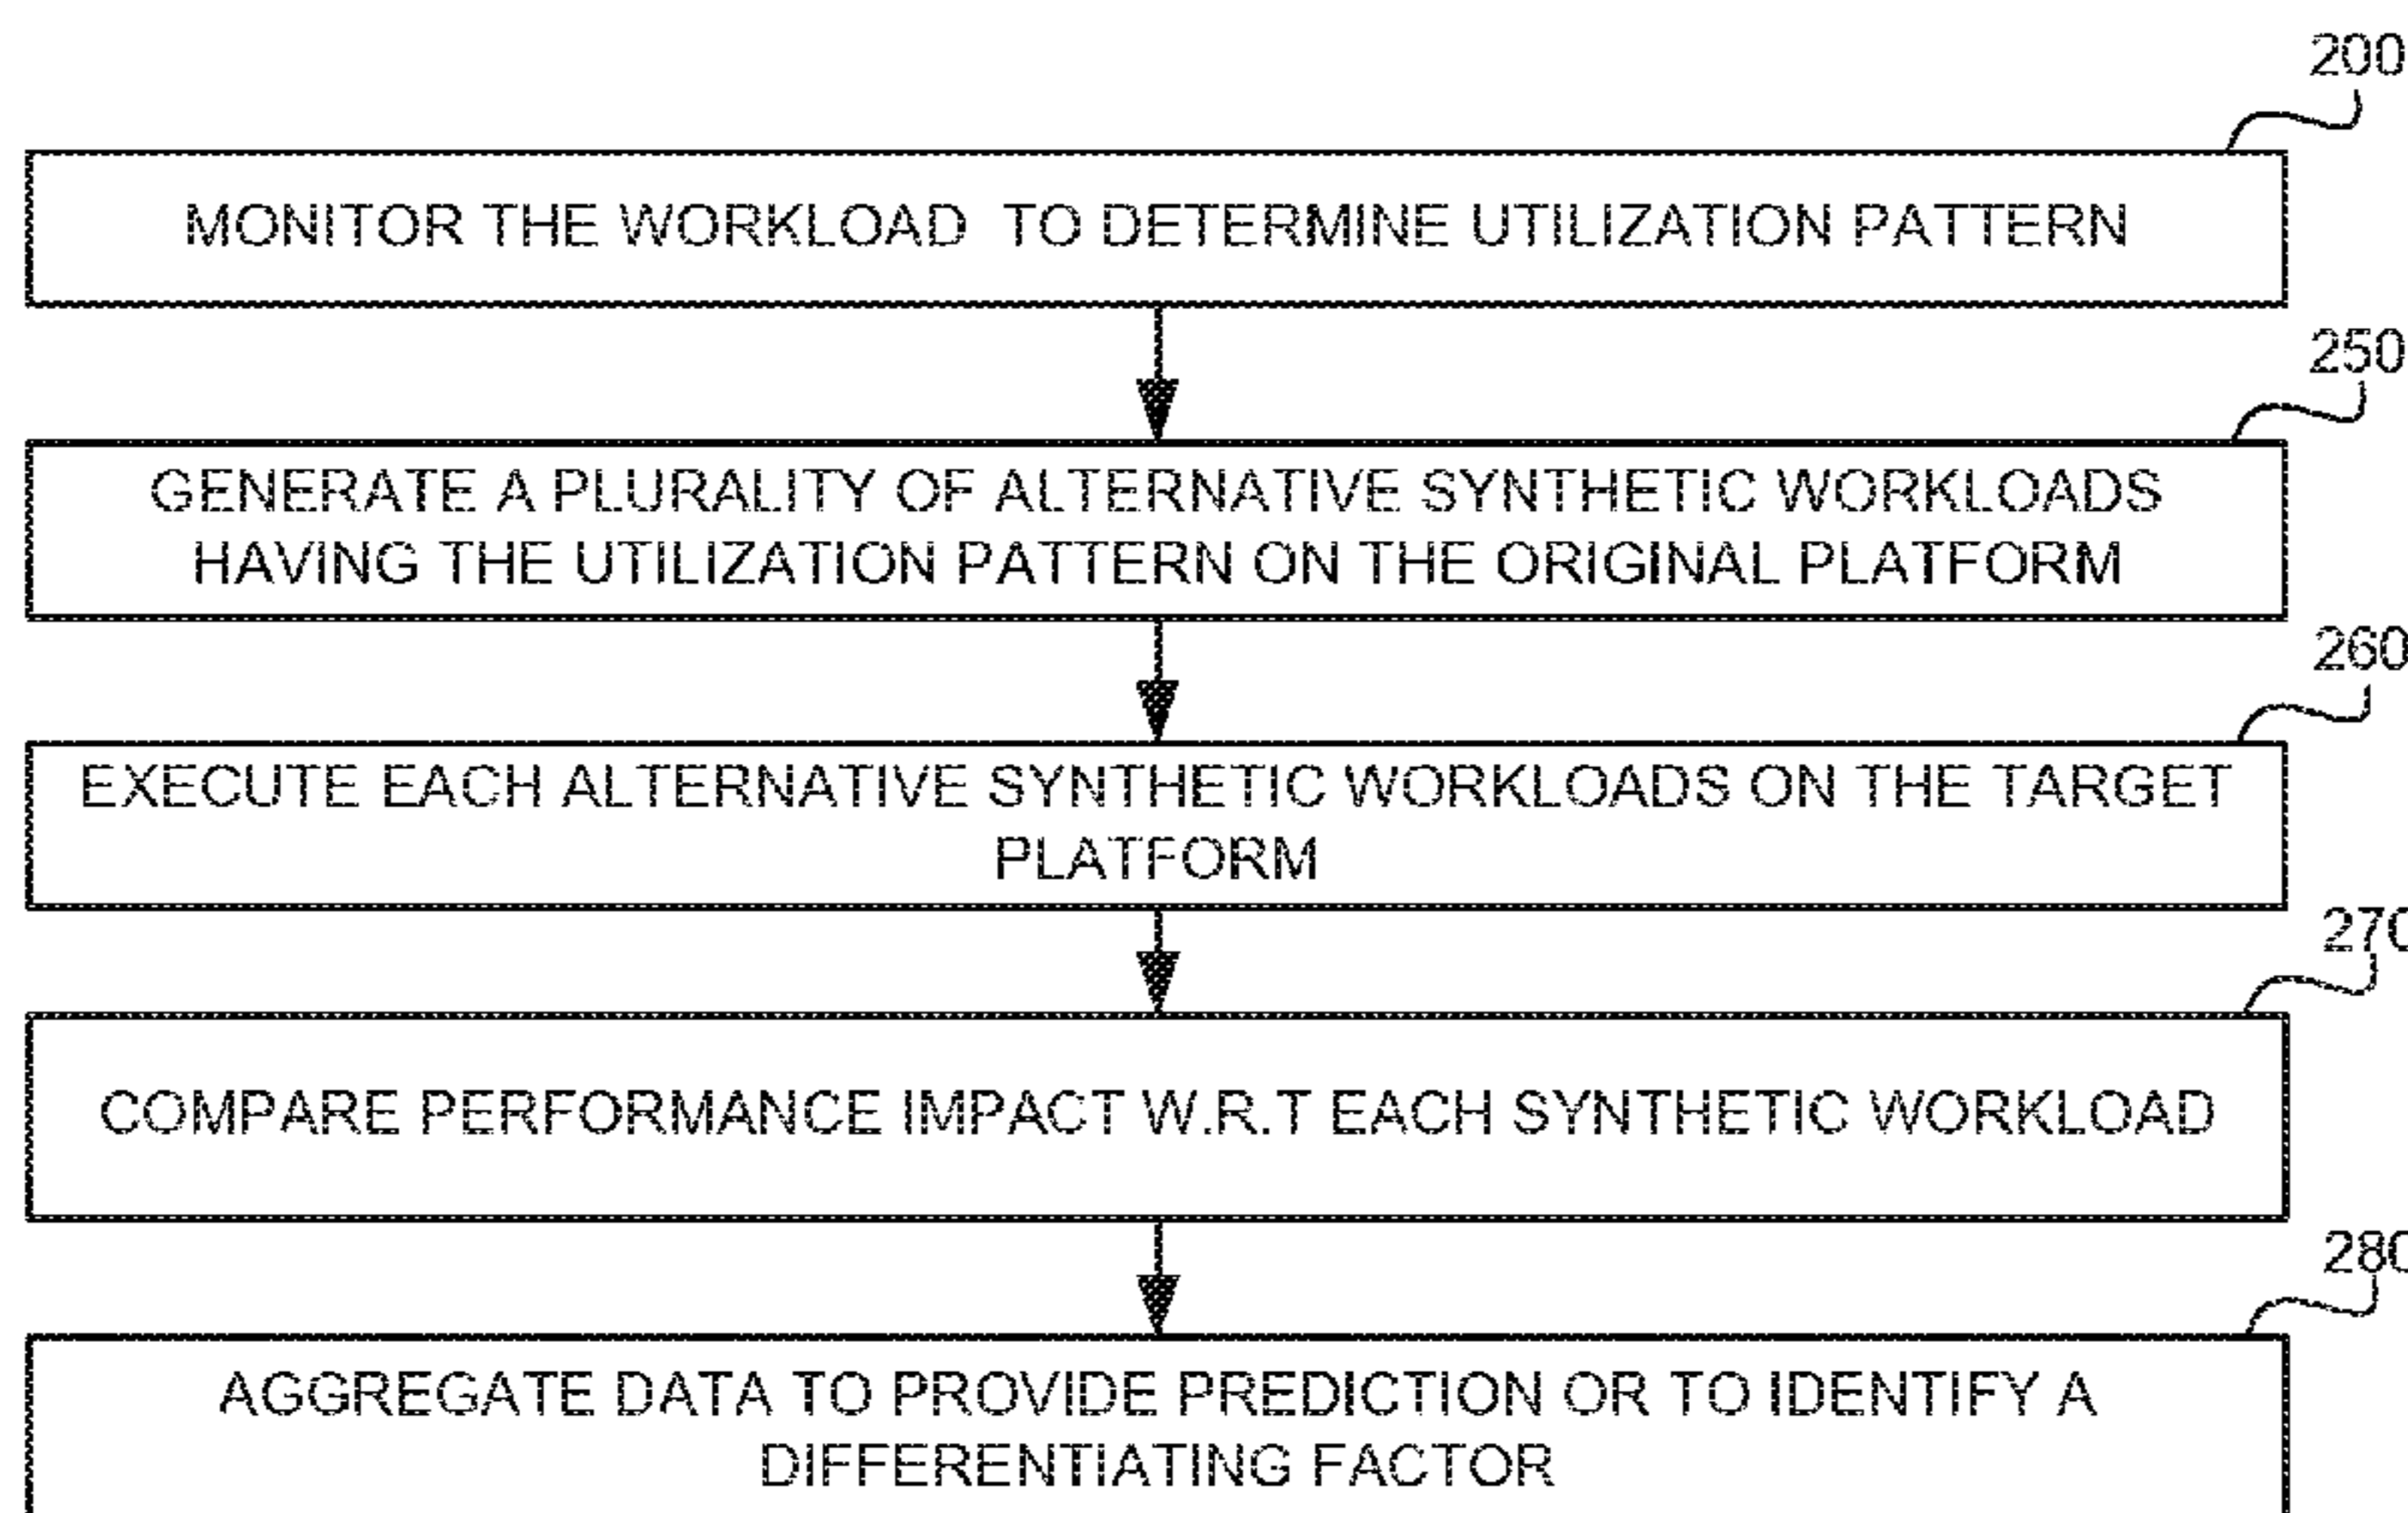 200
MONITOR THE WORKLOAD TO DETERMINE UTILIZATION PATTERN
250
GENERATE A PLURALITY OF ALTERNATIVE SYNTHETIC WORKLOADS
HAVING THE UTILIZATION PATTERN ON THE ORIGINAL PLATFORM
260
EXECUTE EACH ALTERNATIVE SYNTHETIC WORKLOADS ON THE TARGET
PLATFORM
270
COMPARE PERFORMANCE IMPACT W.R.T EACH SYNTHETIC WORKLOAD
280
AGGREGATE DATA TO PROVIDE PREDICTION OR TO IDENTIFY A
DIFFERENTIATING FACTOR